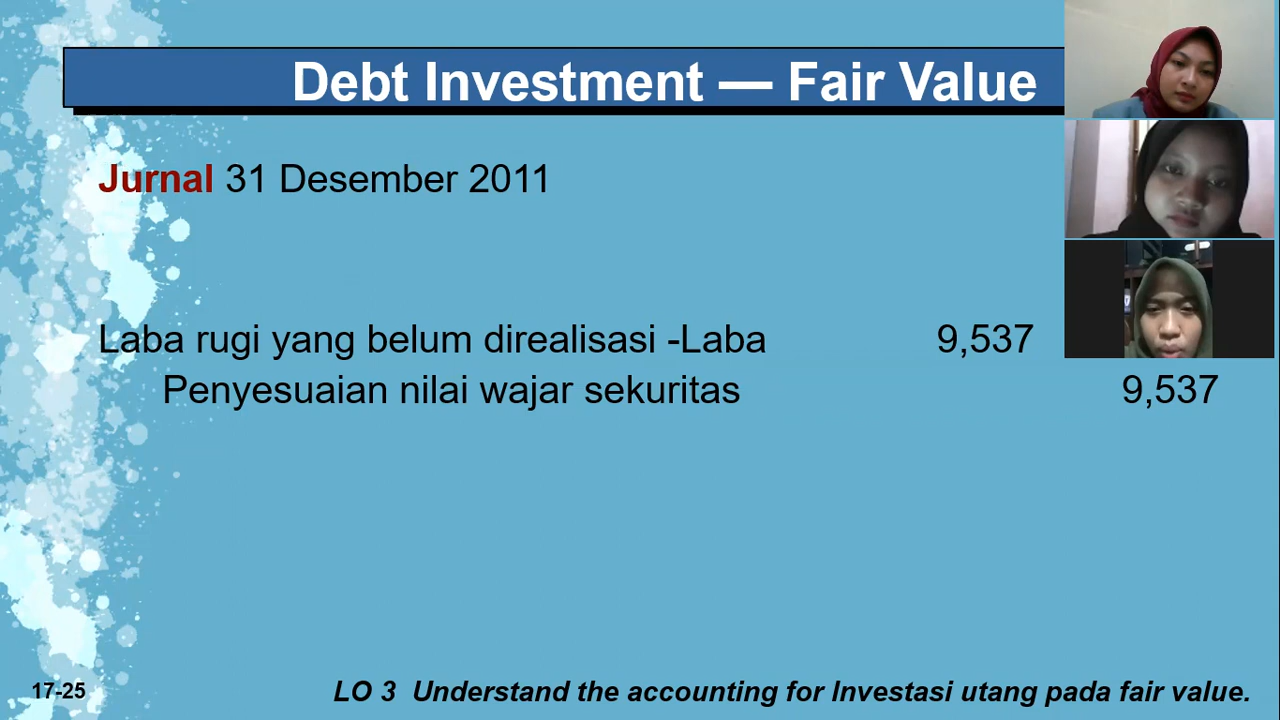 Debt Investment — Fair Value
Jurnal 31 Desember 2011
Laba rugi yang belum direalisasi -Laba 9,537
Penyesuaian nilai wajar sekuritas 9,537
17-25 LO 3 Understand the accounting for Investasi utang pada fair value.